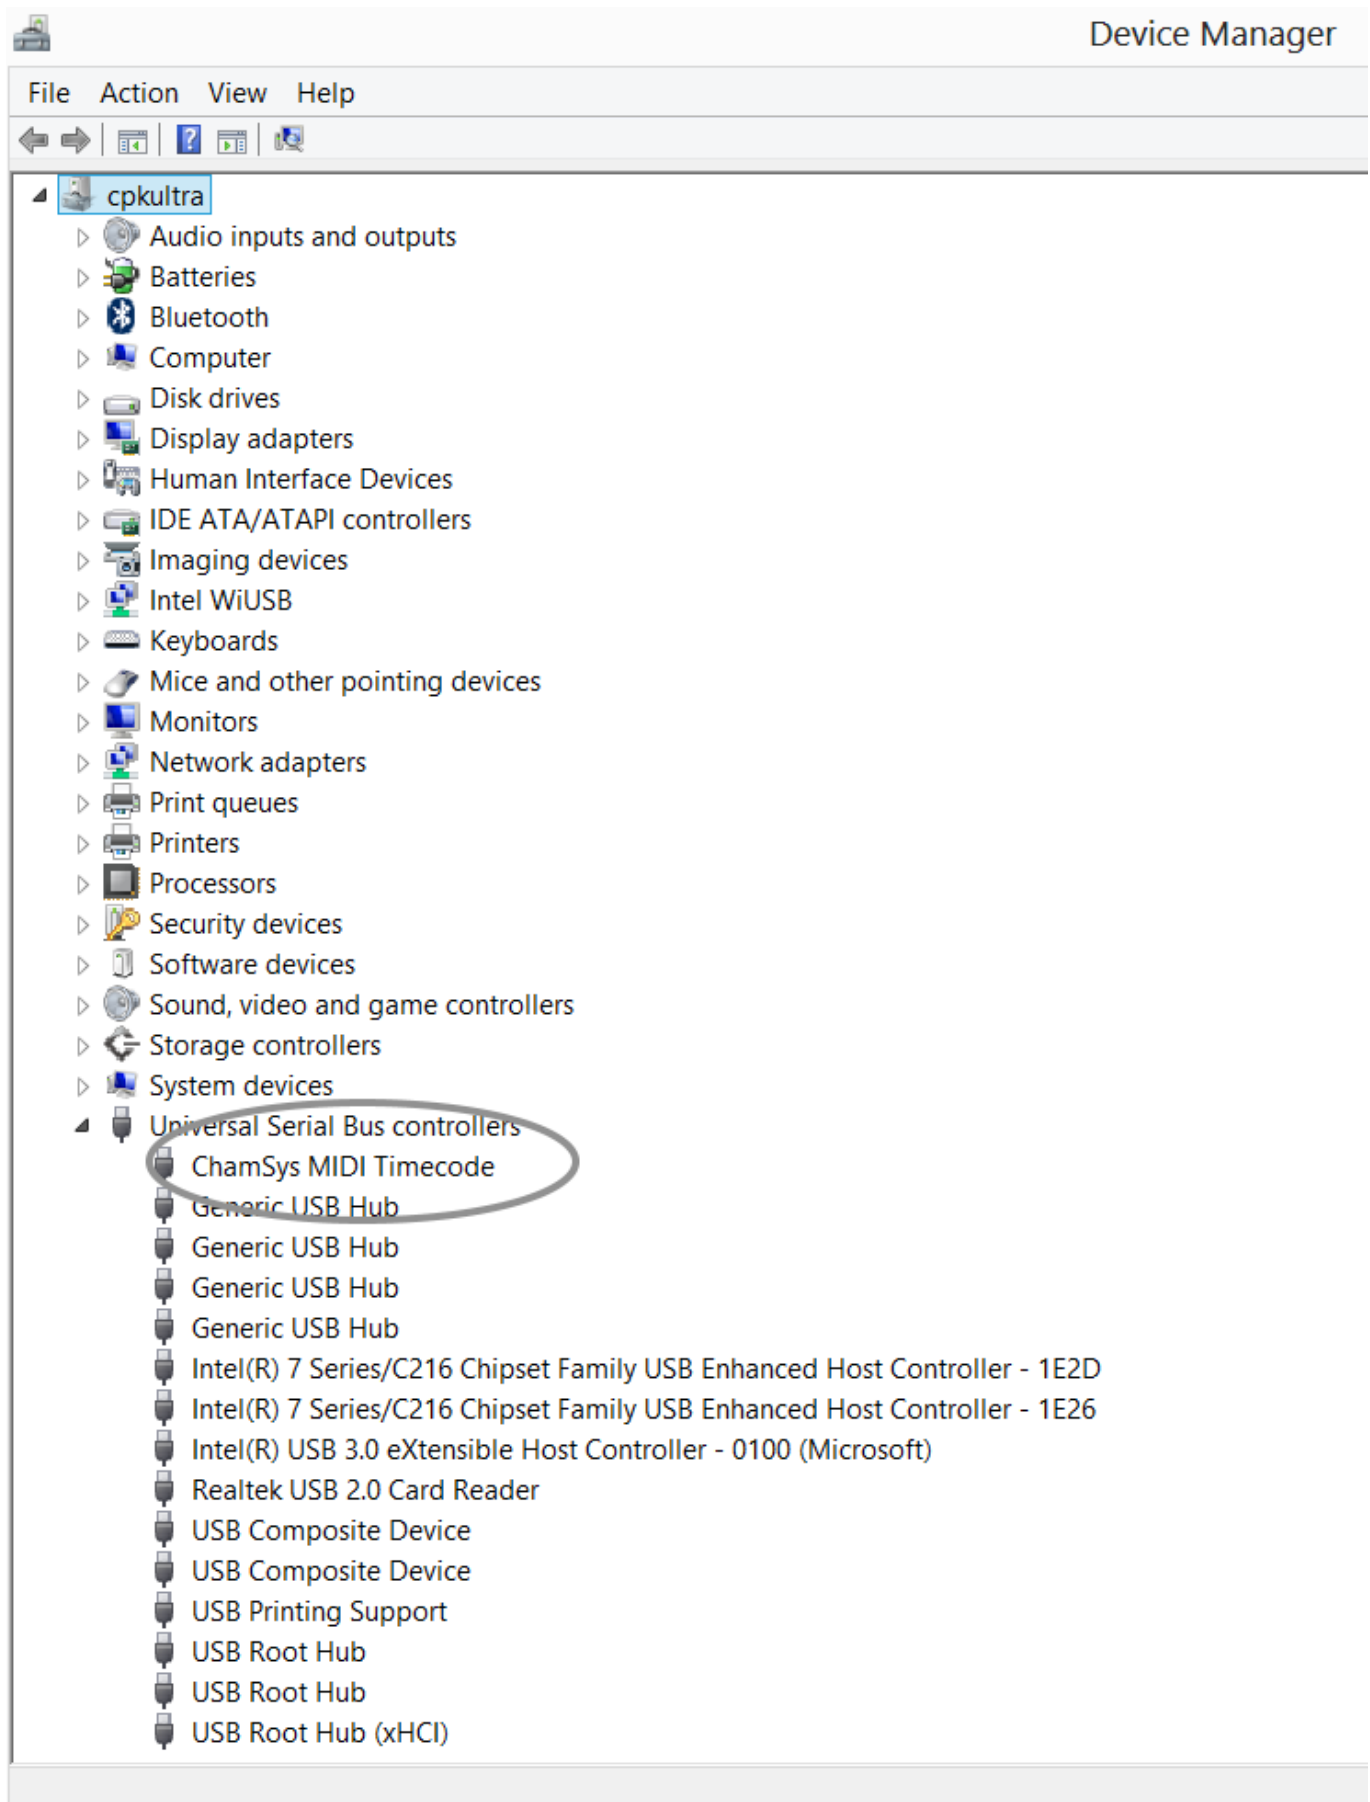 Device Manager
File Action View Help
cpkultra
Audio inputs and outputs
Batteries
Bluetooth
Computer
Disk drives
Display adapters
Human Interface Devices
IDE ATA/ATAPI controllers
Imaging devices
Intel WiUSB
Keyboards
Mice and other pointing devices
Monitors
Network adapters
Print queues
Printers
Processors
Security devices
Software devices
Sound, video and game controllers
Storage controllers
System devices
Universal Serial Bus controllers
ChamSys MIDI Timecode
Generic USB Hub
Generic USB Hub
Generic USB Hub
Generic USB Hub
Intel(R) 7 Series/C216 Chipset Family USB Enhanced Host Controller - 1E2D
Intel(R) 7 Series/C216 Chipset Family USB Enhanced Host Controller - 1E26
Intel(R) USB 3.0 eXtensible Host Controller - 0100 (Microsoft)
Realtek USB 2.0 Card Reader
USB Composite Device
USB Composite Device
USB Printing Support
USB Root Hub
USB Root Hub
USB Root Hub (xHCI)